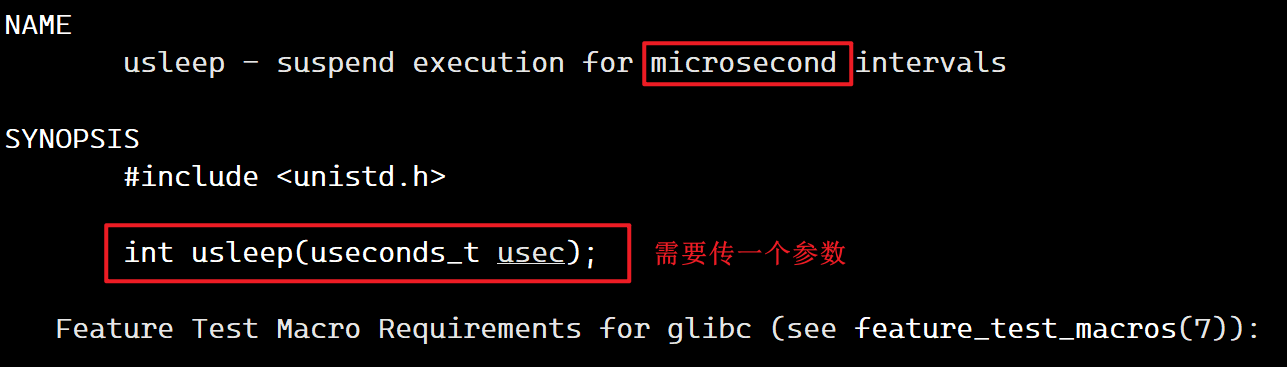 NAME
usleep - suspend execution for microsecond intervals
SYNOPSIS
#include <unistd.h>
int usleep(useconds_t usec); 需要传一个参数
Feature Test Macro Requirements for glibc (see feature_test_macros(7)):